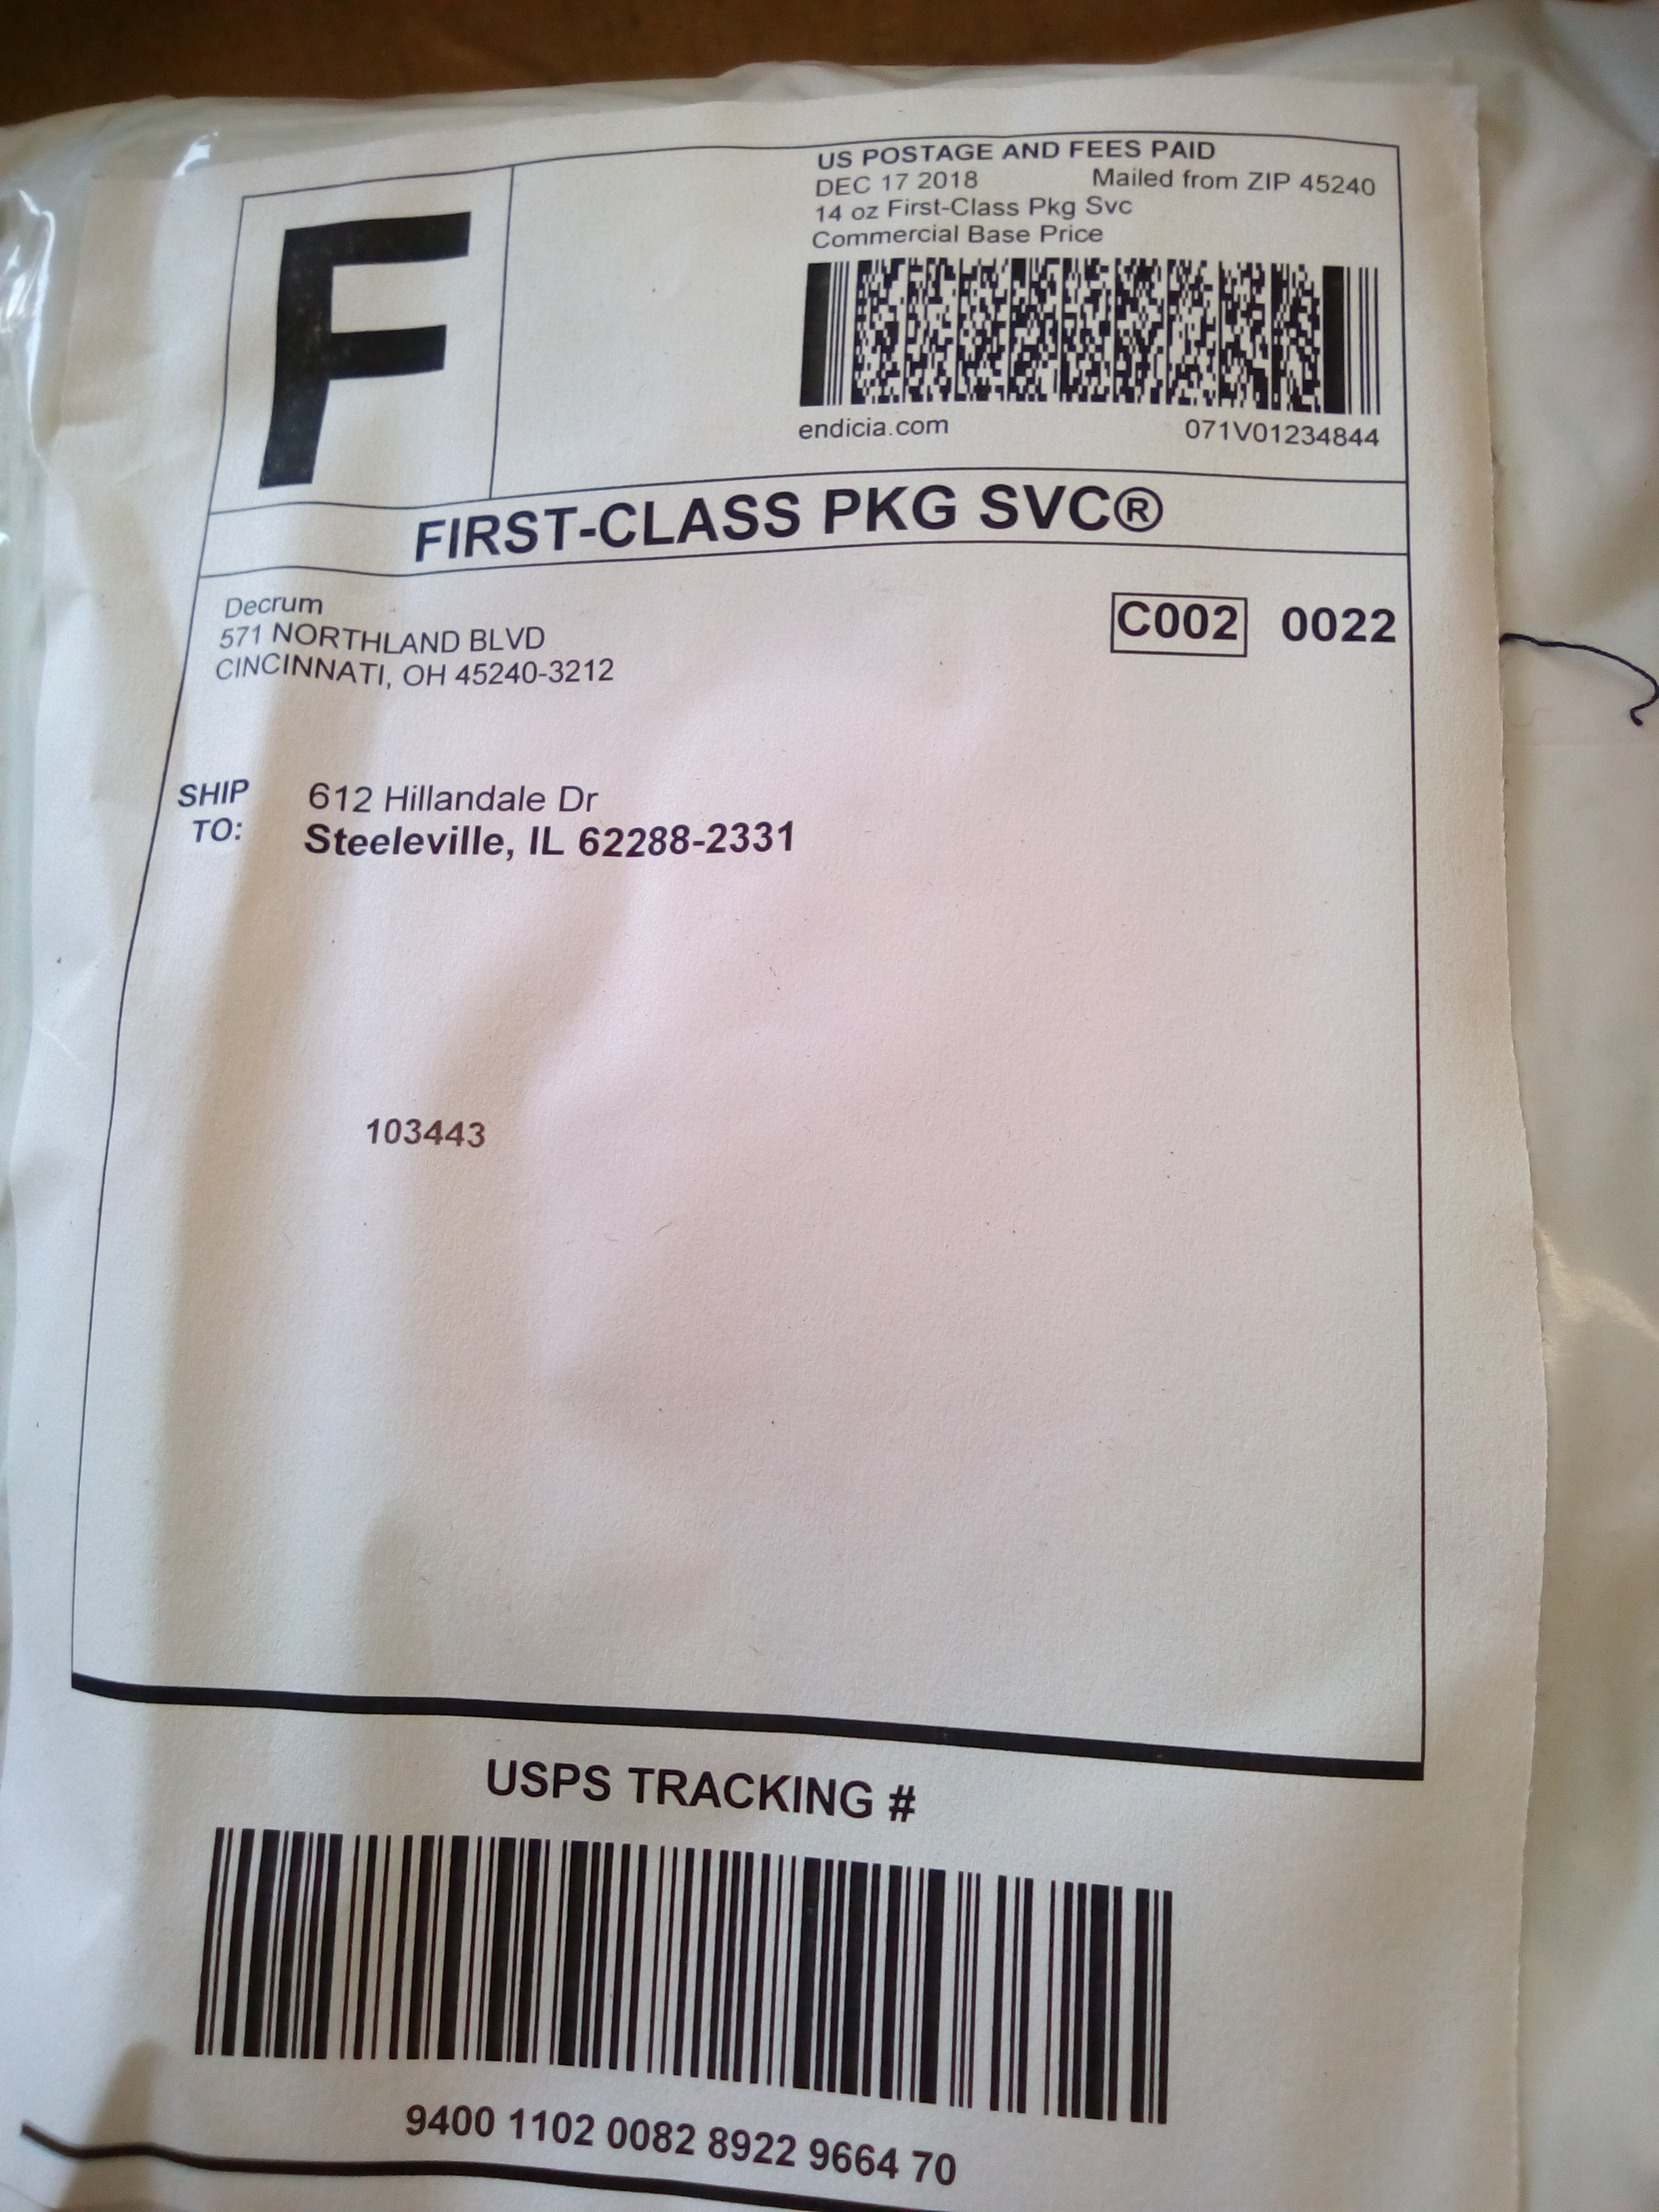 F
US POSTAGE AND FEES PAID
DEC 17 2018 Mailed from ZIP 45240
14 oz First-Class Pkg Svc
Commercial Base Price
endicia.com 071V01234844
FIRST-CLASS PKG SVC®
Decrum
571 NORTHLAND BLVD
CINCINNATI, OH 45240-3212
C002 0022
SHIP TO: 612 Hillandale Dr
Steeleville, IL 62288-2331
103443
USPS TRACKING #
9400 1102 0082 8922 9664 70